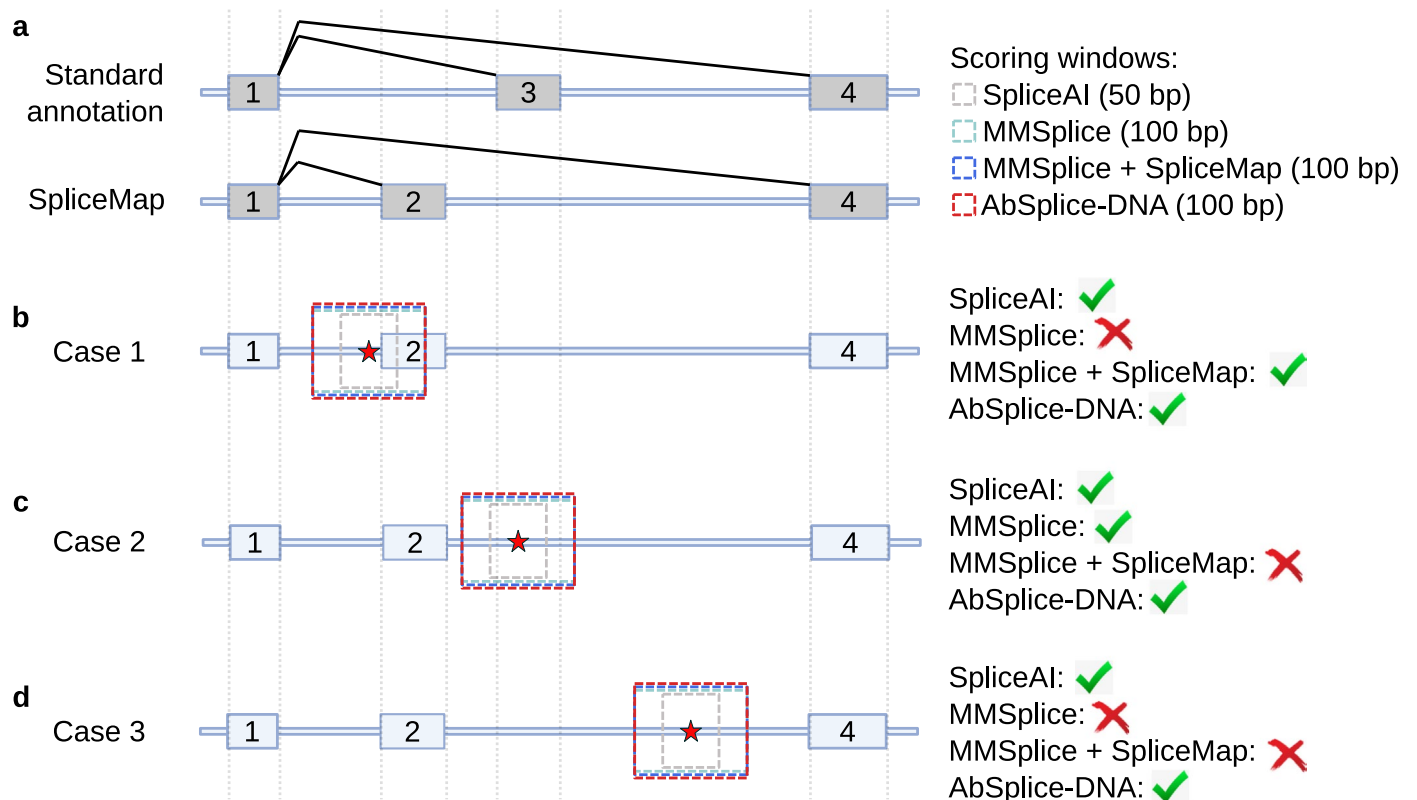 a
Standard
annotation
1
3
4
SpliceMap
1
2
4
Scoring windows:
SpliceAI (50 bp)
MMSplice (100 bp)
MMSplice + SpliceMap (100 bp)
AbSplice-DNA (100 bp)
b
Case 1
1
2
4
SpliceAI:
MMSplice:
MMSplice + SpliceMap:
AbSplice-DNA:
c
Case 2
1
2
4
SpliceAI:
MMSplice:
MMSplice + SpliceMap:
AbSplice-DNA:
d
Case 3
1
2
4
SpliceAI:
MMSplice:
MMSplice + SpliceMap:
AbSplice-DNA: